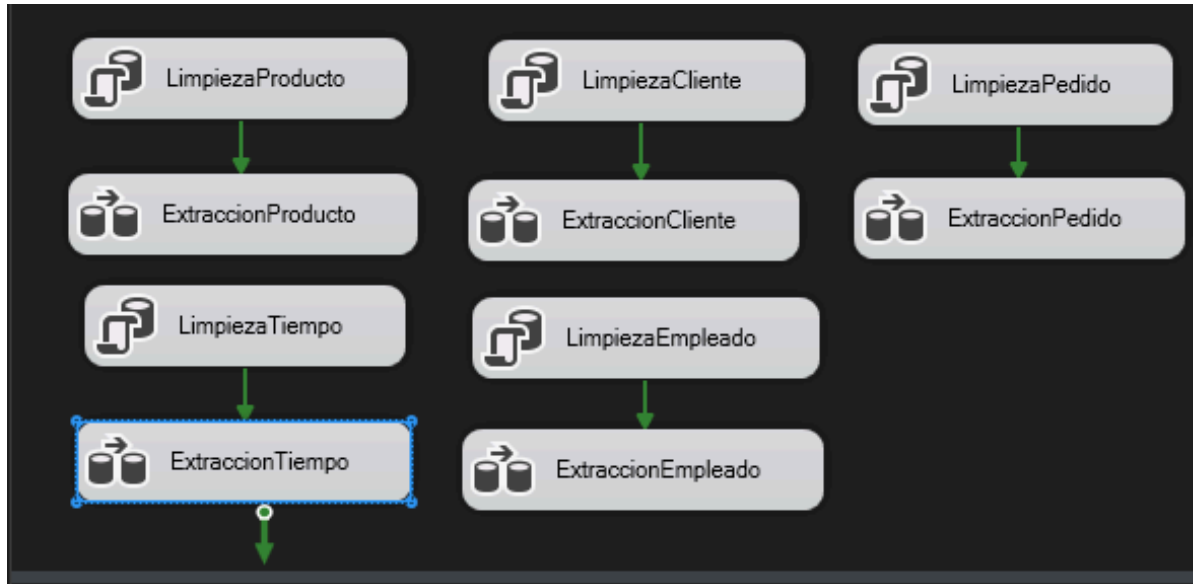 LimpiezaProducto
LimpiezaCliente
LimpiezaPedido
ExtraccionProducto
ExtraccionCliente
ExtraccionPedido
LimpiezaTiempo
LimpiezaEmpleado
ExtraccionTiempo
ExtraccionEmpleado